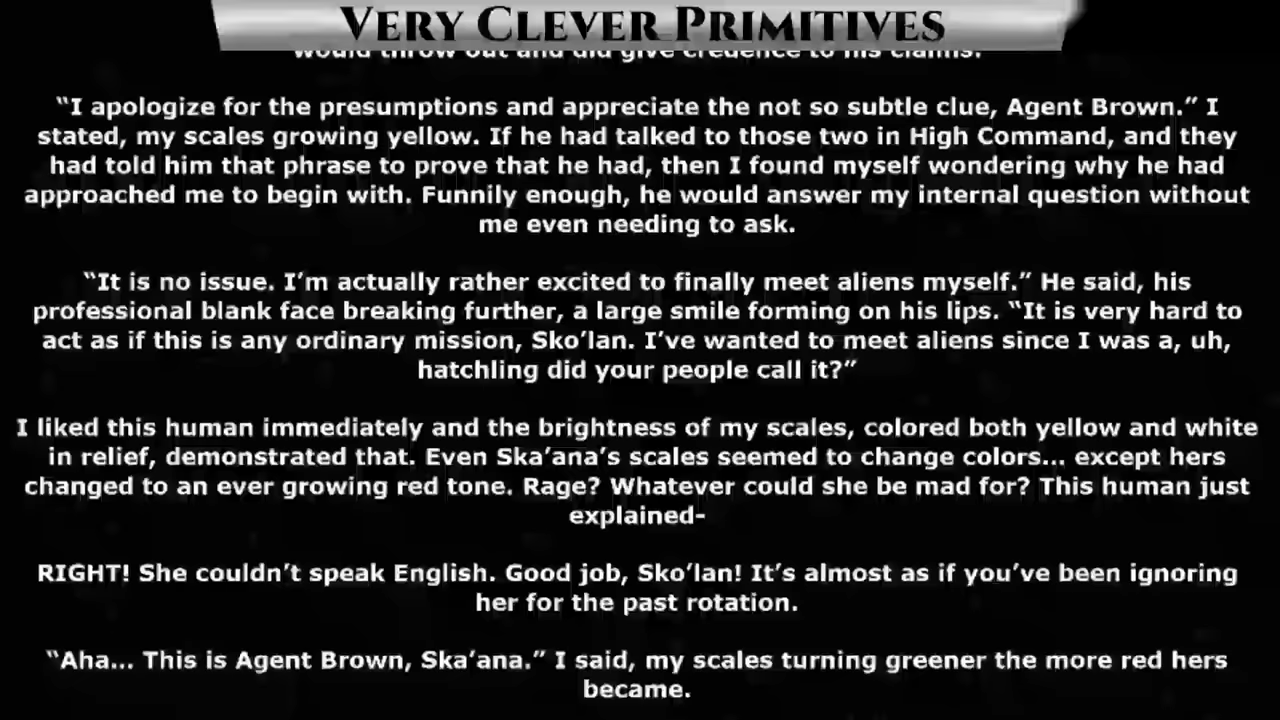 VERY CLEVER PRIMITIVES
would throw out and did give credence to his claims.
“I apologize for the presumptions and appreciate the not so subtle clue, Agent Brown.” I
stated, my scales growing yellow. If he had talked to those two in High Command, and they
had told him that phrase to prove that he had, then I found myself wondering why he had
approached me to begin with. Funnily enough, he would answer my internal question without
me even needing to ask.
“It is no issue. I’m actually rather excited to finally meet aliens myself.” He said, his
professional blank face breaking further, a large smile forming on his lips. “It is very hard to
act as if this is any ordinary mission, Sko’lan. I’ve wanted to meet aliens since I was a, uh,
hatchling did your people call it?”
I liked this human immediately and the brightness of my scales, colored both yellow and white
in relief, demonstrated that. Even Ska’ana’s scales seemed to change colors... except hers
changed to an ever growing red tone. Rage? Whatever could she be mad for? This human just
explained-
RIGHT! She couldn’t speak English. Good job, Sko’lan! It’s almost as if you’ve been ignoring
her for the past rotation.
“Aha... This is Agent Brown, Ska’ana.” I said, my scales turning greener the more red hers
became.